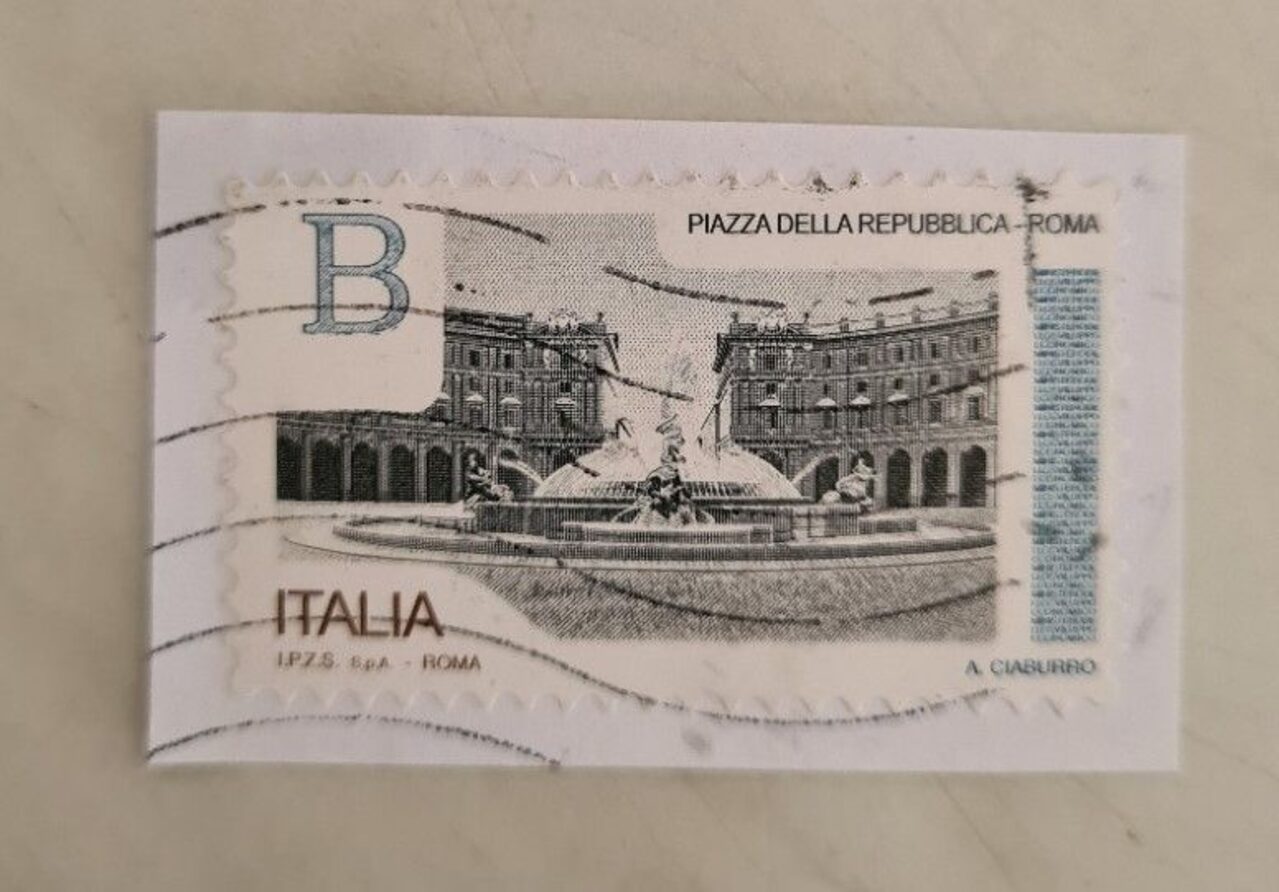 B
PIAZZA DELLA REPUBBLICA - ROMA
ITALIA
I.P.Z.S. S.p.A. - ROMA
A. CIABURRO